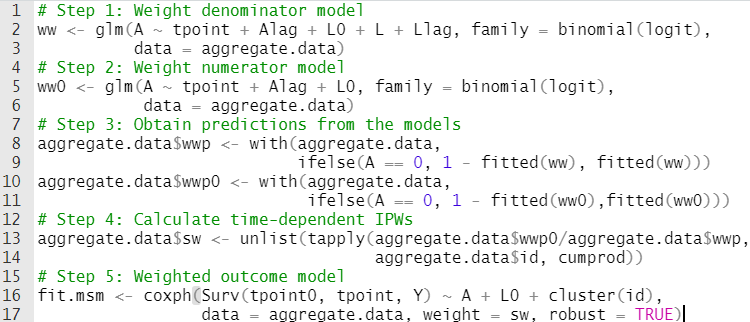 1 # Step 1: Weight denominator model
2 ww <- glm(A ~ tpoint + Alag + L0 + L + Llag, family = binomial(logit),
3           data = aggregate.data)
4 # Step 2: Weight numerator model
5 ww0 <- glm(A ~ tpoint + Alag + L0, family = binomial(logit),
6            data = aggregate.data)
7 # Step 3: Obtain predictions from the models
8 aggregate.data$wwp <- with(aggregate.data,
9                            ifelse(A == 0, 1 - fitted(ww), fitted(ww)))
10 aggregate.data$wwp0 <- with(aggregate.data,
11                             ifelse(A == 0, 1 - fitted(ww0),fitted(ww0)))
12 # Step 4: Calculate time-dependent IPWs
13 aggregate.data$sw <- unlist(tapply(aggregate.data$wwp0/aggregate.data$wwp,
14                                    aggregate.data$id, cumprod))
15 # Step 5: Weighted outcome model
16 fit.msm <- coxph(Surv(tpoint0, tpoint, Y) ~ A + L0 + cluster(id),
17                  data = aggregate.data, weight = sw, robust = TRUE)